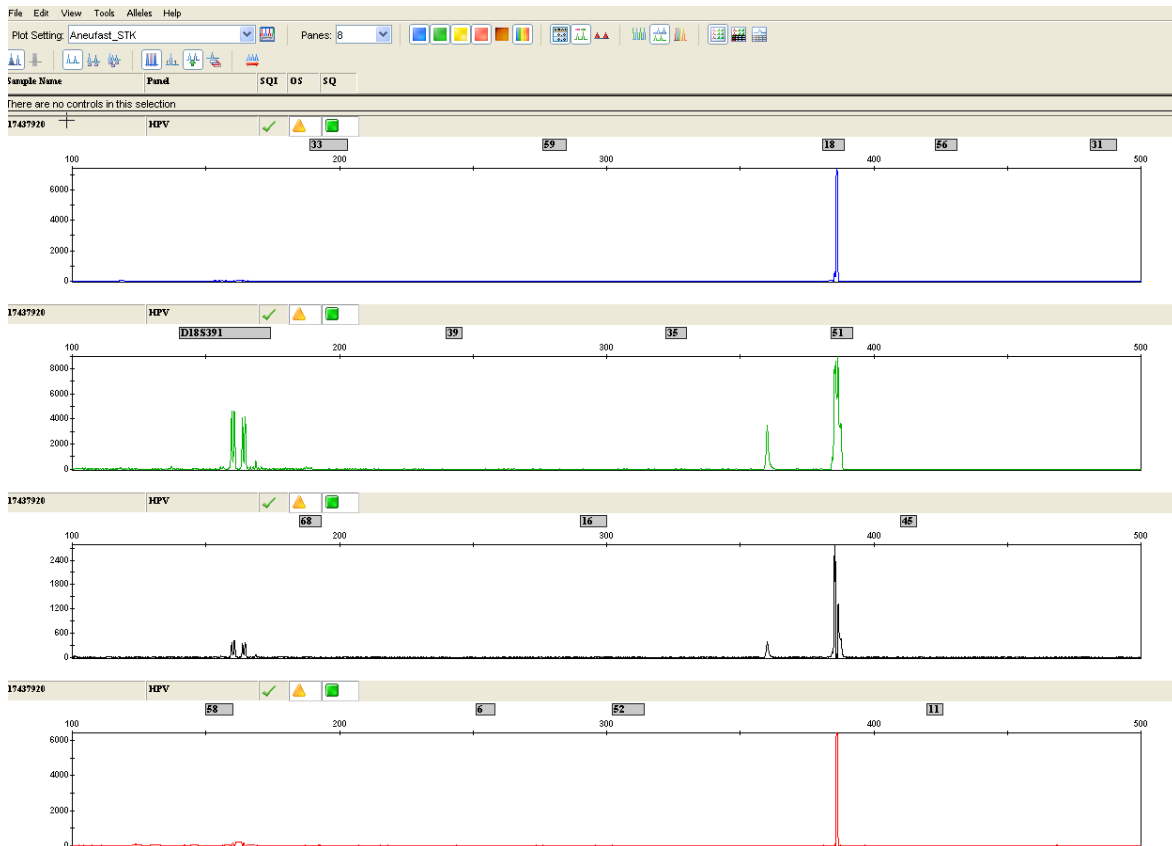 File Edit View Tools Alleles Help
Plot Setting: Aneufast_STK Panes: 8
Sample Name Panel SQI OS SQ
There are no controls in this selection
17437920 HPV
33 59 18 56 31
100 200 300 400 500
6000
4000
2000
0
17437920 HPV
D18S391 39 35 51
100 200 300 400 500
8000
6000
4000
2000
0
17437920 HPV
68 16 45
100 200 300 400 500
2400
1800
1200
600
0
17437920 HPV
58 6 52 11
100 200 300 400 500
6000
4000
2000
0